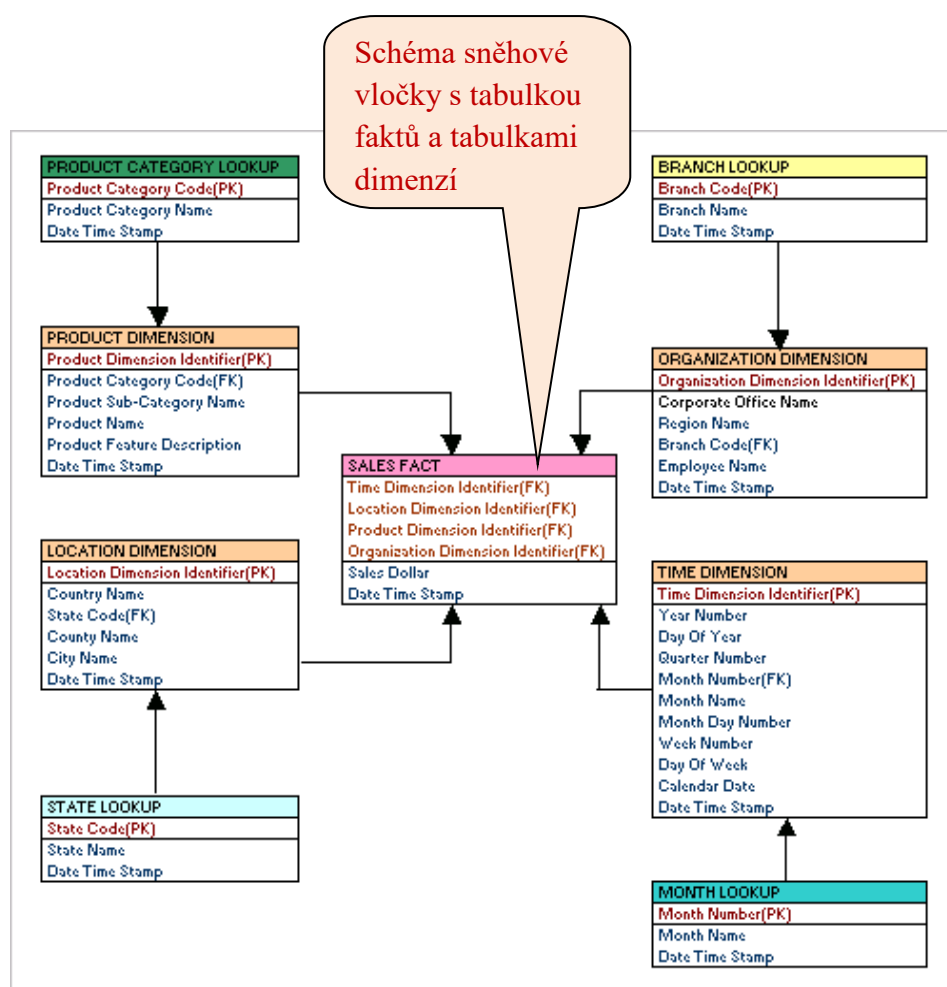 Schéma sněhové
vločky s tabulkou
faktů a tabulkami
dimenzí
PRODUCT CATEGORY LOOKUP
Product Category Code(PK)
Product Category Name
Date Time Stamp
BRANCH LOOKUP
Branch Code(PK)
Branch Name
Date Time Stamp
PRODUCT DIMENSION
Product Dimension Identifier(PK)
Product Category Code(FK)
Product Sub-Category Name
Product Name
Product Feature Description
Date Time Stamp
ORGANIZATION DIMENSION
Organization Dimension Identifier(PK)
Corporate Office Name
Region Name
Branch Code(FK)
Employee Name
Date Time Stamp
SALES FACT
Time Dimension Identifier(FK)
Location Dimension Identifier(FK)
Product Dimension Identifier(FK)
Organization Dimension Identifier(FK)
Sales Dollar
Date Time Stamp
LOCATION DIMENSION
Location Dimension Identifier(PK)
Country Name
State Code(FK)
County Name
City Name
Date Time Stamp
TIME DIMENSION
Time Dimension Identifier(PK)
Year Number
Day Of Year
Quarter Number
Month Number(FK)
Month Name
Month Day Number
Week Number
Day Of Week
Calendar Date
Date Time Stamp
STATE LOOKUP
State Code(PK)
State Name
Date Time Stamp
MONTH LOOKUP
Month Number(PK)
Month Name
Date Time Stamp